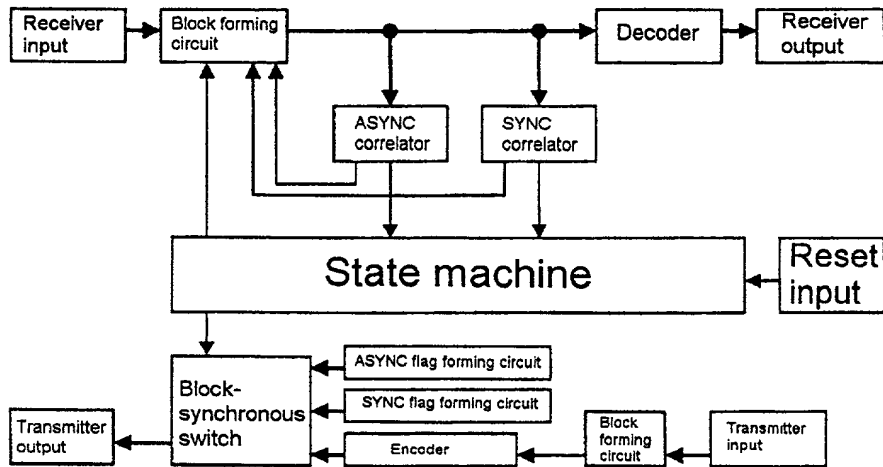 Receiver
input
Block forming
circuit
Decoder
Receiver
output
ASYNC
correlator
SYNC
correlator
State machine
Reset
input
Block-
synchronous
switch
ASYNC flag forming circuit
SYNC flag forming circuit
Encoder
Block
forming
circuit
Transmitter
input
Transmitter
output